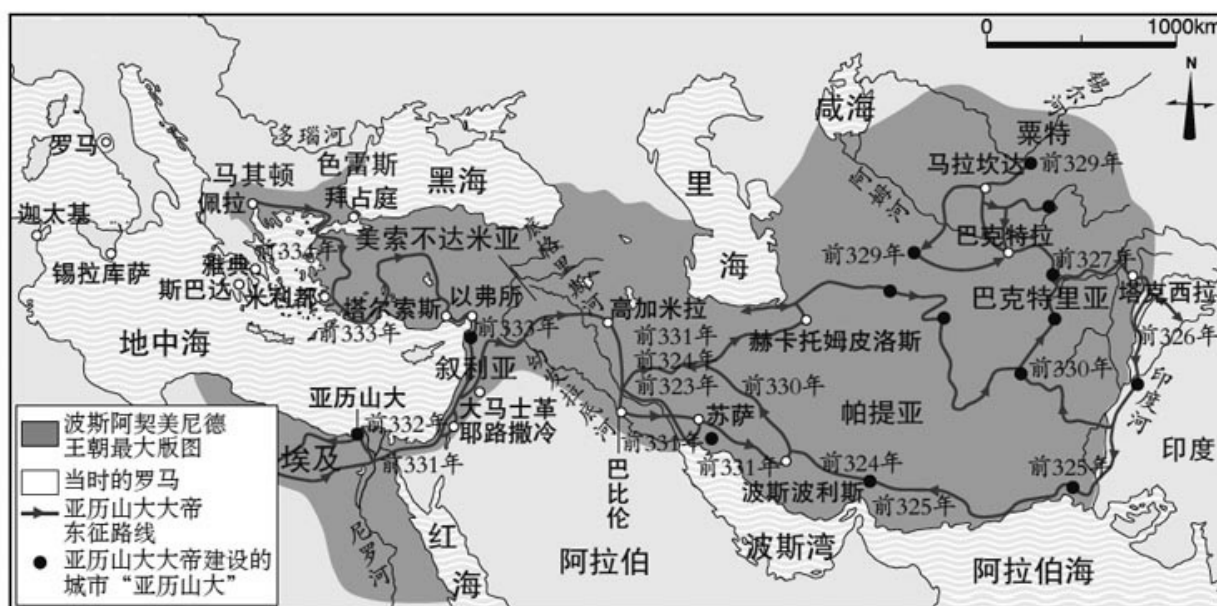 0
1000km
N
锡尔河
咸海
粟特
多瑙河
罗马
色雷斯
马其顿
黑海
里海
马拉坎达
前329年
佩拉
拜占庭
阿姆河
迦太基
美索不达米亚
底格里斯河
巴克特拉
前334年
前329年
前327年
锡拉库萨
雅典
斯巴达
米利都
塔尔索斯
以弗所
高加米拉
巴克特里亚
塔克西拉
前333年
前333年
前331年
赫卡托姆皮洛斯
前326年
地中海
叙利亚
幼发拉底河
前324年
前323年
前330年
前330年
印度河
亚历山大
大马士革
苏萨
帕提亚
前332年
耶路撒冷
前331年
印度
埃及
前331年
前331年
前324年
前325年
巴比伦
波斯波利斯
前325年
尼罗河
红海
阿拉伯
波斯湾
阿拉伯海
波斯阿契美尼德
王朝最大版图
当时的罗马
亚历山大大帝
东征路线
亚历山大大帝建设的
城市“亚历山大”